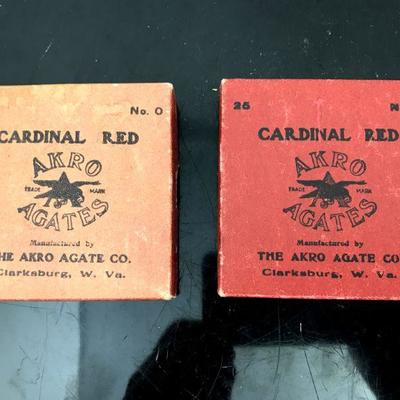 No. 0
CARDINAL RED
AKRO
TRADE MARK
AGATES
Manufactured by
THE AKRO AGATE CO.
Clarksburg, W. Va.
25 N
CARDINAL RED
AKRO
TRADE MARK
AGATES
Manufactured by
THE AKRO AGATE CO
Clarksburg, W. Va.